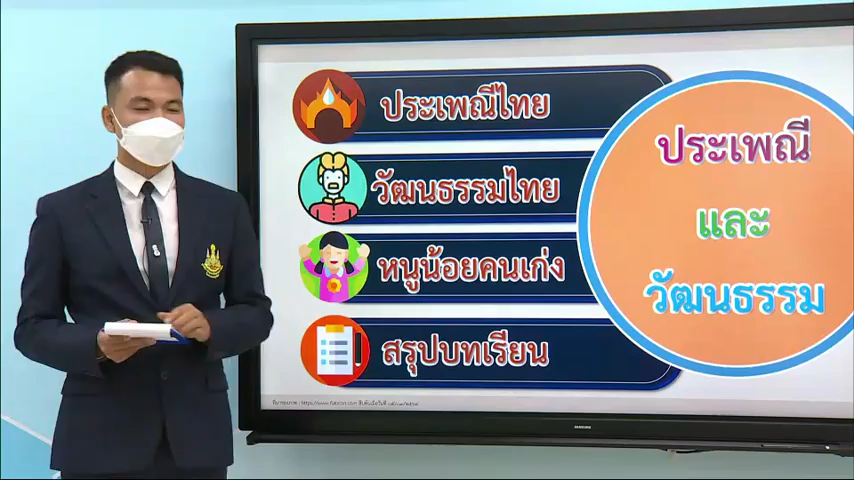 ประเพณีไทย
วัฒนธรรมไทย
หนูน้อยคนเก่ง
สรุปบทเรียน
ประเพณี
และ
วัฒนธรรม
SAMSUNG